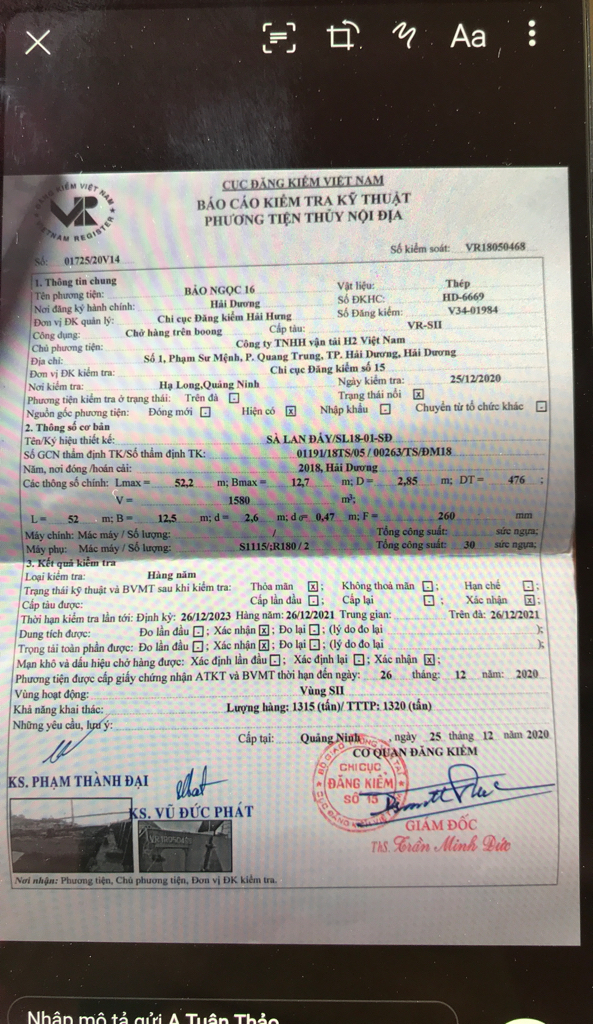 Aa
ĐĂNG KIỂM VIỆT NAM
VR
VIETNAM REGISTER
CỤC ĐĂNG KIỂM VIỆT NAM
BÁO CÁO KIỂM TRA KỸ THUẬT
PHƯƠNG TIỆN THỦY NỘI ĐỊA
Số kiểm soát: VR18050468
Số: 01725/20V14
1. Thông tin chung
Tên phương tiện: BẢO NGỌC 16 Vật liệu: Thép
Nơi đăng ký hành chính: Hải Dương Số ĐKHC: HD-6669
Đơn vị ĐK quản lý: Chi cục Đăng kiểm Hải Hưng Số Đăng kiểm: V34-01984
Công dụng: Chở hàng trên boong Cấp tàu: VR-SII
Chủ phương tiện: Công ty TNHH vận tải H2 Việt Nam
Địa chỉ: Số 1, Phạm Sư Mệnh, P. Quang Trung, TP. Hải Dương, Hải Dương
Đơn vị ĐK kiểm tra: Chi cục Đăng kiểm số 15
Nơi kiểm tra: Hạ Long,Quảng Ninh Ngày kiểm tra: 25/12/2020
Phương tiện kiểm tra ở trạng thái: Trên đà Trạng thái nổi
Nguồn gốc phương tiện: Đóng mới Hiện có Nhập khẩu Chuyển từ tổ chức khác
2. Thông số cơ bản
Tên/Ký hiệu thiết kế: SÀ LAN ĐÁY/SL18-01-SĐ
Số GCN thẩm định TK/Số thẩm định TK: 01191/18TS/05 / 00263/TS/ĐM18
Năm, nơi đóng /hoán cải: 2018, Hải Dương
Các thông số chính: Lmax = 52,2 m; Bmax = 12,7 m; D = 2,85 m; DT = 476 ;
V = 1580 m³;
L = 52 m; B = 12,5 m; d = 2,6 m; d₀= 0,47 m; F = 260 mm
Máy chính: Mác máy / Số lượng: / Tổng công suất: sức ngựa;
Máy phụ: Mác máy / Số lượng: S1115/;R180 / 2 Tổng công suất: 30 sức ngựa;
3. Kết quả kiểm tra
Loại kiểm tra: Hàng năm
Trạng thái kỹ thuật và BVMT sau khi kiểm tra: Thỏa mãn ; Không thoả mãn ; Hạn chế ;
Cấp tàu được: Cấp lần đầu ; Cấp lại ; Xác nhận ;
Thời hạn kiểm tra lần tới: Định kỳ: 26/12/2023 Hàng năm: 26/12/2021 Trung gian: Trên đà: 26/12/2021
Dung tích được: Đo lần đầu ; Xác nhận ; Đo lại ; (lý do đo lại );
Trọng tải toàn phần được: Đo lần đầu ; Xác nhận ; Đo lại ; (lý do đo lại );
Mạn khô và dấu hiệu chở hàng được: Xác định lần đầu ; Xác định lại ; Xác nhận ;
Phương tiện được cấp giấy chứng nhận ATKT và BVMT thời hạn đến ngày: 26 tháng: 12 năm: 2020
Vùng hoạt động: Vùng SII
Khả năng khai thác: Lượng hàng: 1315 (tấn)/ TTTP: 1320 (tấn)
Những yêu cầu, lưu ý:
Cấp tại: Quảng Ninh , ngày 25 tháng 12 năm 2020
CƠ QUAN ĐĂNG KIỂM
CHI CỤC
ĐĂNG KIỂM
SỐ 15
KS. PHẠM THÀNH ĐẠI
KS. VŨ ĐỨC PHÁT
GIÁM ĐỐC
ThS. Trần Minh Đức
Nơi nhận: Phương tiện, Chủ phương tiện, Đơn vị ĐK kiểm tra.
Nhập mô tả gửi A Tuân Thảo